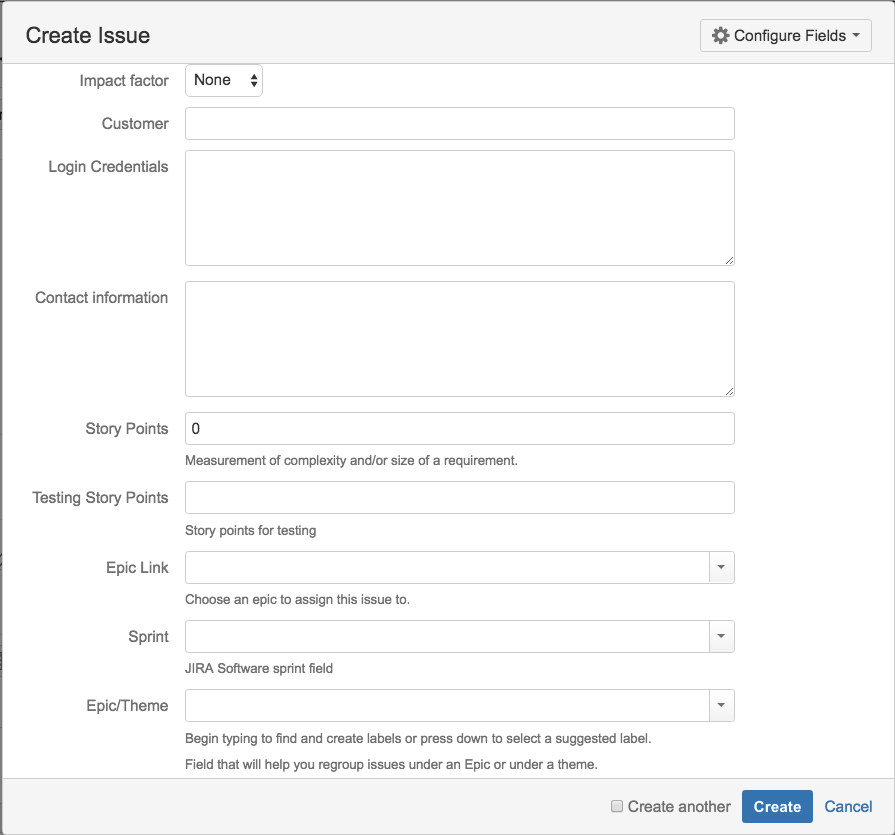 Create Issue
Configure Fields
Impact factor
None
Customer
Login Credentials
Contact information
Story Points
0
Measurement of complexity and/or size of a requirement.
Testing Story Points
Story points for testing
Epic Link
Choose an epic to assign this issue to.
Sprint
JIRA Software sprint field
Epic/Theme
Begin typing to find and create labels or press down to select a suggested label.
Field that will help you regroup issues under an Epic or under a theme.
Create another
Create
Cancel